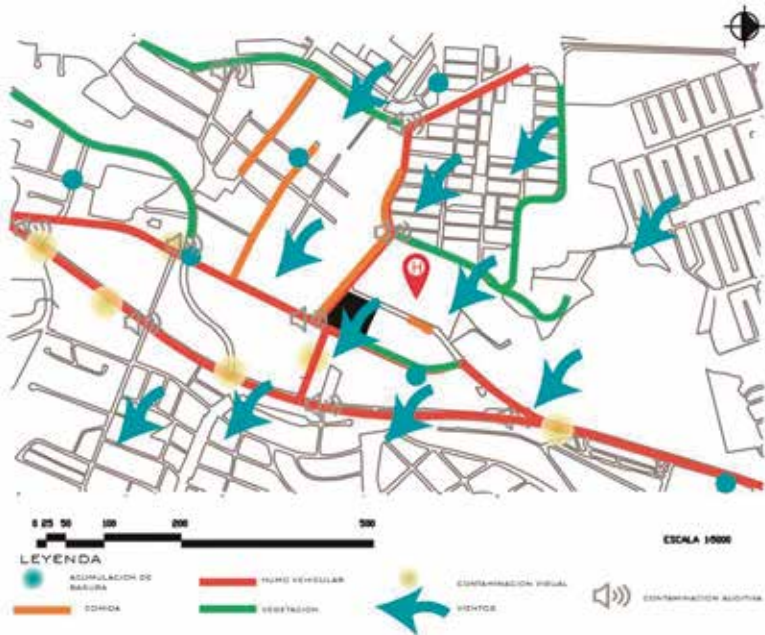 H
0 25 50 100 200 500
ESCALA 1:5000
LEYENDA
ACUMULACION DE
BASURA
HUMO VEHICULAR
CONTAMINACION VISUAL
CONTAMINACION AUDITIVA
COMIDA
VEGETACION
VIENTOS